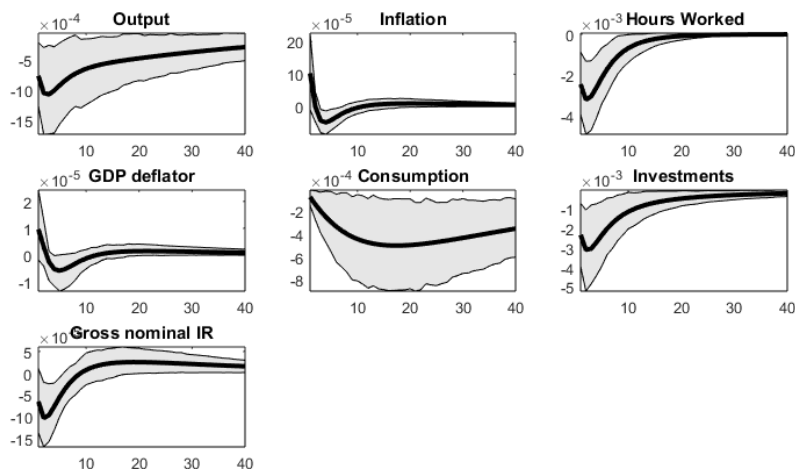 ×10⁻⁴ Output
-5
-10
-15
10 20 30 40
×10⁻⁵ Inflation
20
10
0
10 20 30 40
×10⁻³ Hours Worked
0
-2
-4
10 20 30 40
×10⁻⁵ GDP deflator
2
1
0
-1
10 20 30 40
×10⁻⁴ Consumption
-2
-4
-6
-8
10 20 30 40
×10⁻³ Investments
-1
-2
-3
-4
-5
10 20 30 40
×10 Gross nominal IR
5
0
-5
-10
-15
10 20 30 40